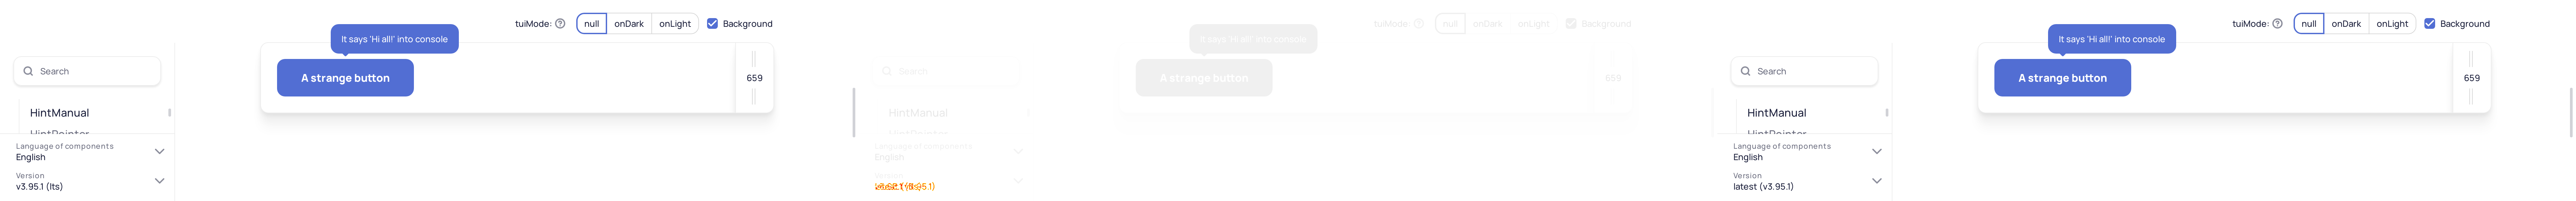 tuiMode: null onDark onLight Background
It says 'Hi all!' into console
Search
A strange button
659
HintManual
HintPointer
Language of components
English
Version
v3.95.1 (lts)
tuiMode: null onDark onLight Background
It says 'Hi all!' into console
Search
A strange button
659
HintManual
HintPointer
Language of components
English
Version
tuiMode: null onDark onLight Background
It says 'Hi all!' into console
Search
A strange button
659
HintManual
HintPointer
Language of components
English
Version
latest (v3.95.1)